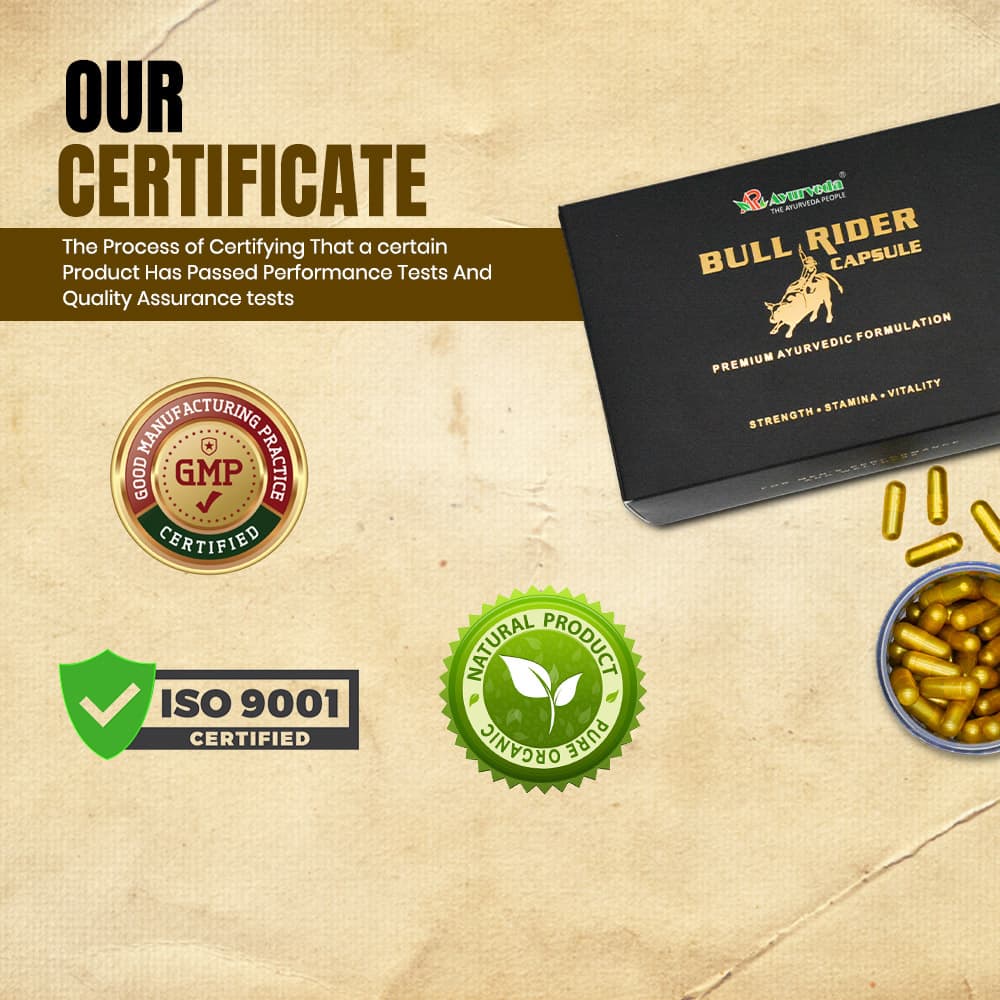 OUR
CERTIFICATE
The Process of Certifying That a certain
Product Has Passed Performance Tests And
Quality Assurance tests
Ayurveda®
THE AYURVEDA PEOPLE
BULL RIDER
CAPSULE
PREMIUM AYURVEDIC FORMULATION
STRENGTH • STAMINA • VITALITY
GOOD MANUFACTURING PRACTICE
GMP
CERTIFIED
NATURAL PRODUCT
PURE ORGANIC
ISO 9001
CERTIFIED